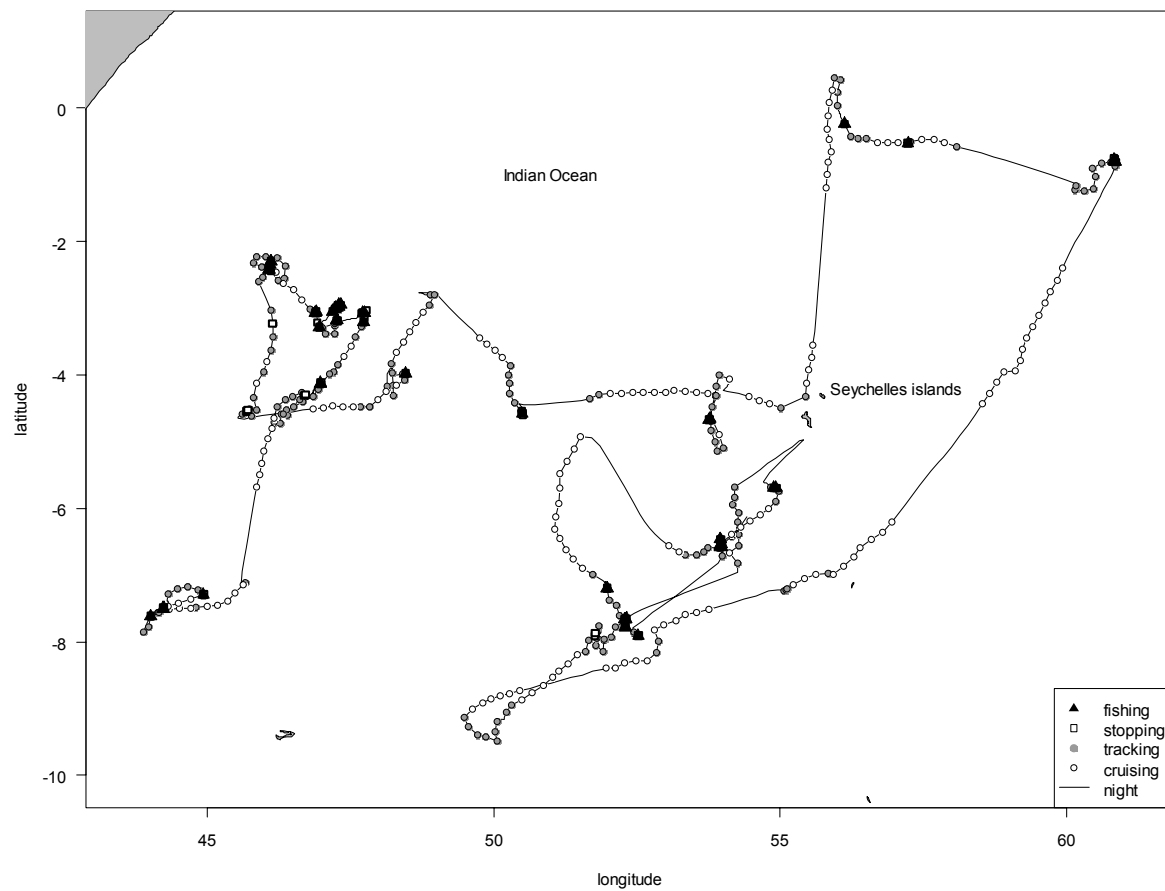 0
Indian Ocean
-2
-4
Seychelles islands
latitude
-6
-8
fishing
stopping
tracking
cruising
night
-10
45
50
55
60
longitude